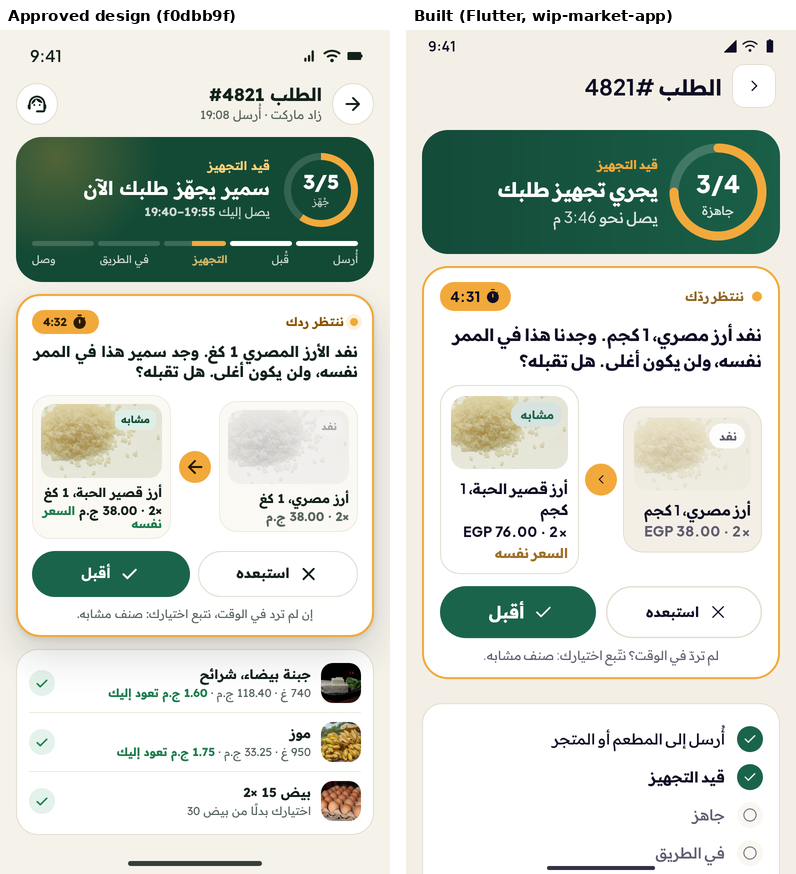 Approved design (f0dbb9f)
9:41
الطلب 4821#
زاد ماركت · أُرسل 19:08
3/5
جُهّز
قيد التجهيز
سمير يجهّز طلبك الآن
يصل إليك 19:55–19:40
أُرسل
قُبل
التجهيز
في الطريق
وصل
ننتظر ردك
4:32
نفد الأرز المصري 1 كغ. وجد سمير هذا في الممر
نفسه، ولن يكون أغلى. هل تقبله؟
نفد
أرز مصري، 1 كغ
2× · 38.00 ج.م
مشابه
أرز قصير الحبة، 1 كغ
2× · 38.00 ج.م السعر
نفسه
استبعده
أقبل
إن لم ترد في الوقت، نتبع اختيارك: صنف مشابه.
جبنة بيضاء، شرائح
740 غ · 118.40 ج.م · 1.60 ج.م تعود إليك
موز
950 غ · 33.25 ج.م · 1.75 ج.م تعود إليك
بيض 15 ×2
اختيارك بدلًا من بيض 30
Built (Flutter, wip-market-app)
9:41
الطلب #4821
3/4
جاهزة
قيد التجهيز
يجري تجهيز طلبك
يصل نحو 3:46 م
ننتظر ردّك
4:31
نفد أرز مصري، 1 كجم. وجدنا هذا في الممر
نفسه، ولن يكون أغلى. هل تقبله؟
نفد
أرز مصري، 1 كجم
2× · EGP 38.00
مشابه
أرز قصير الحبة، 1
كجم
2× · EGP 76.00
السعر نفسه
استبعده
أقبل
لم تردّ في الوقت؟ نتّبع اختيارك: صنف مشابه.
أُرسل إلى المطعم أو المتجر
قيد التجهيز
جاهز
في الطريق